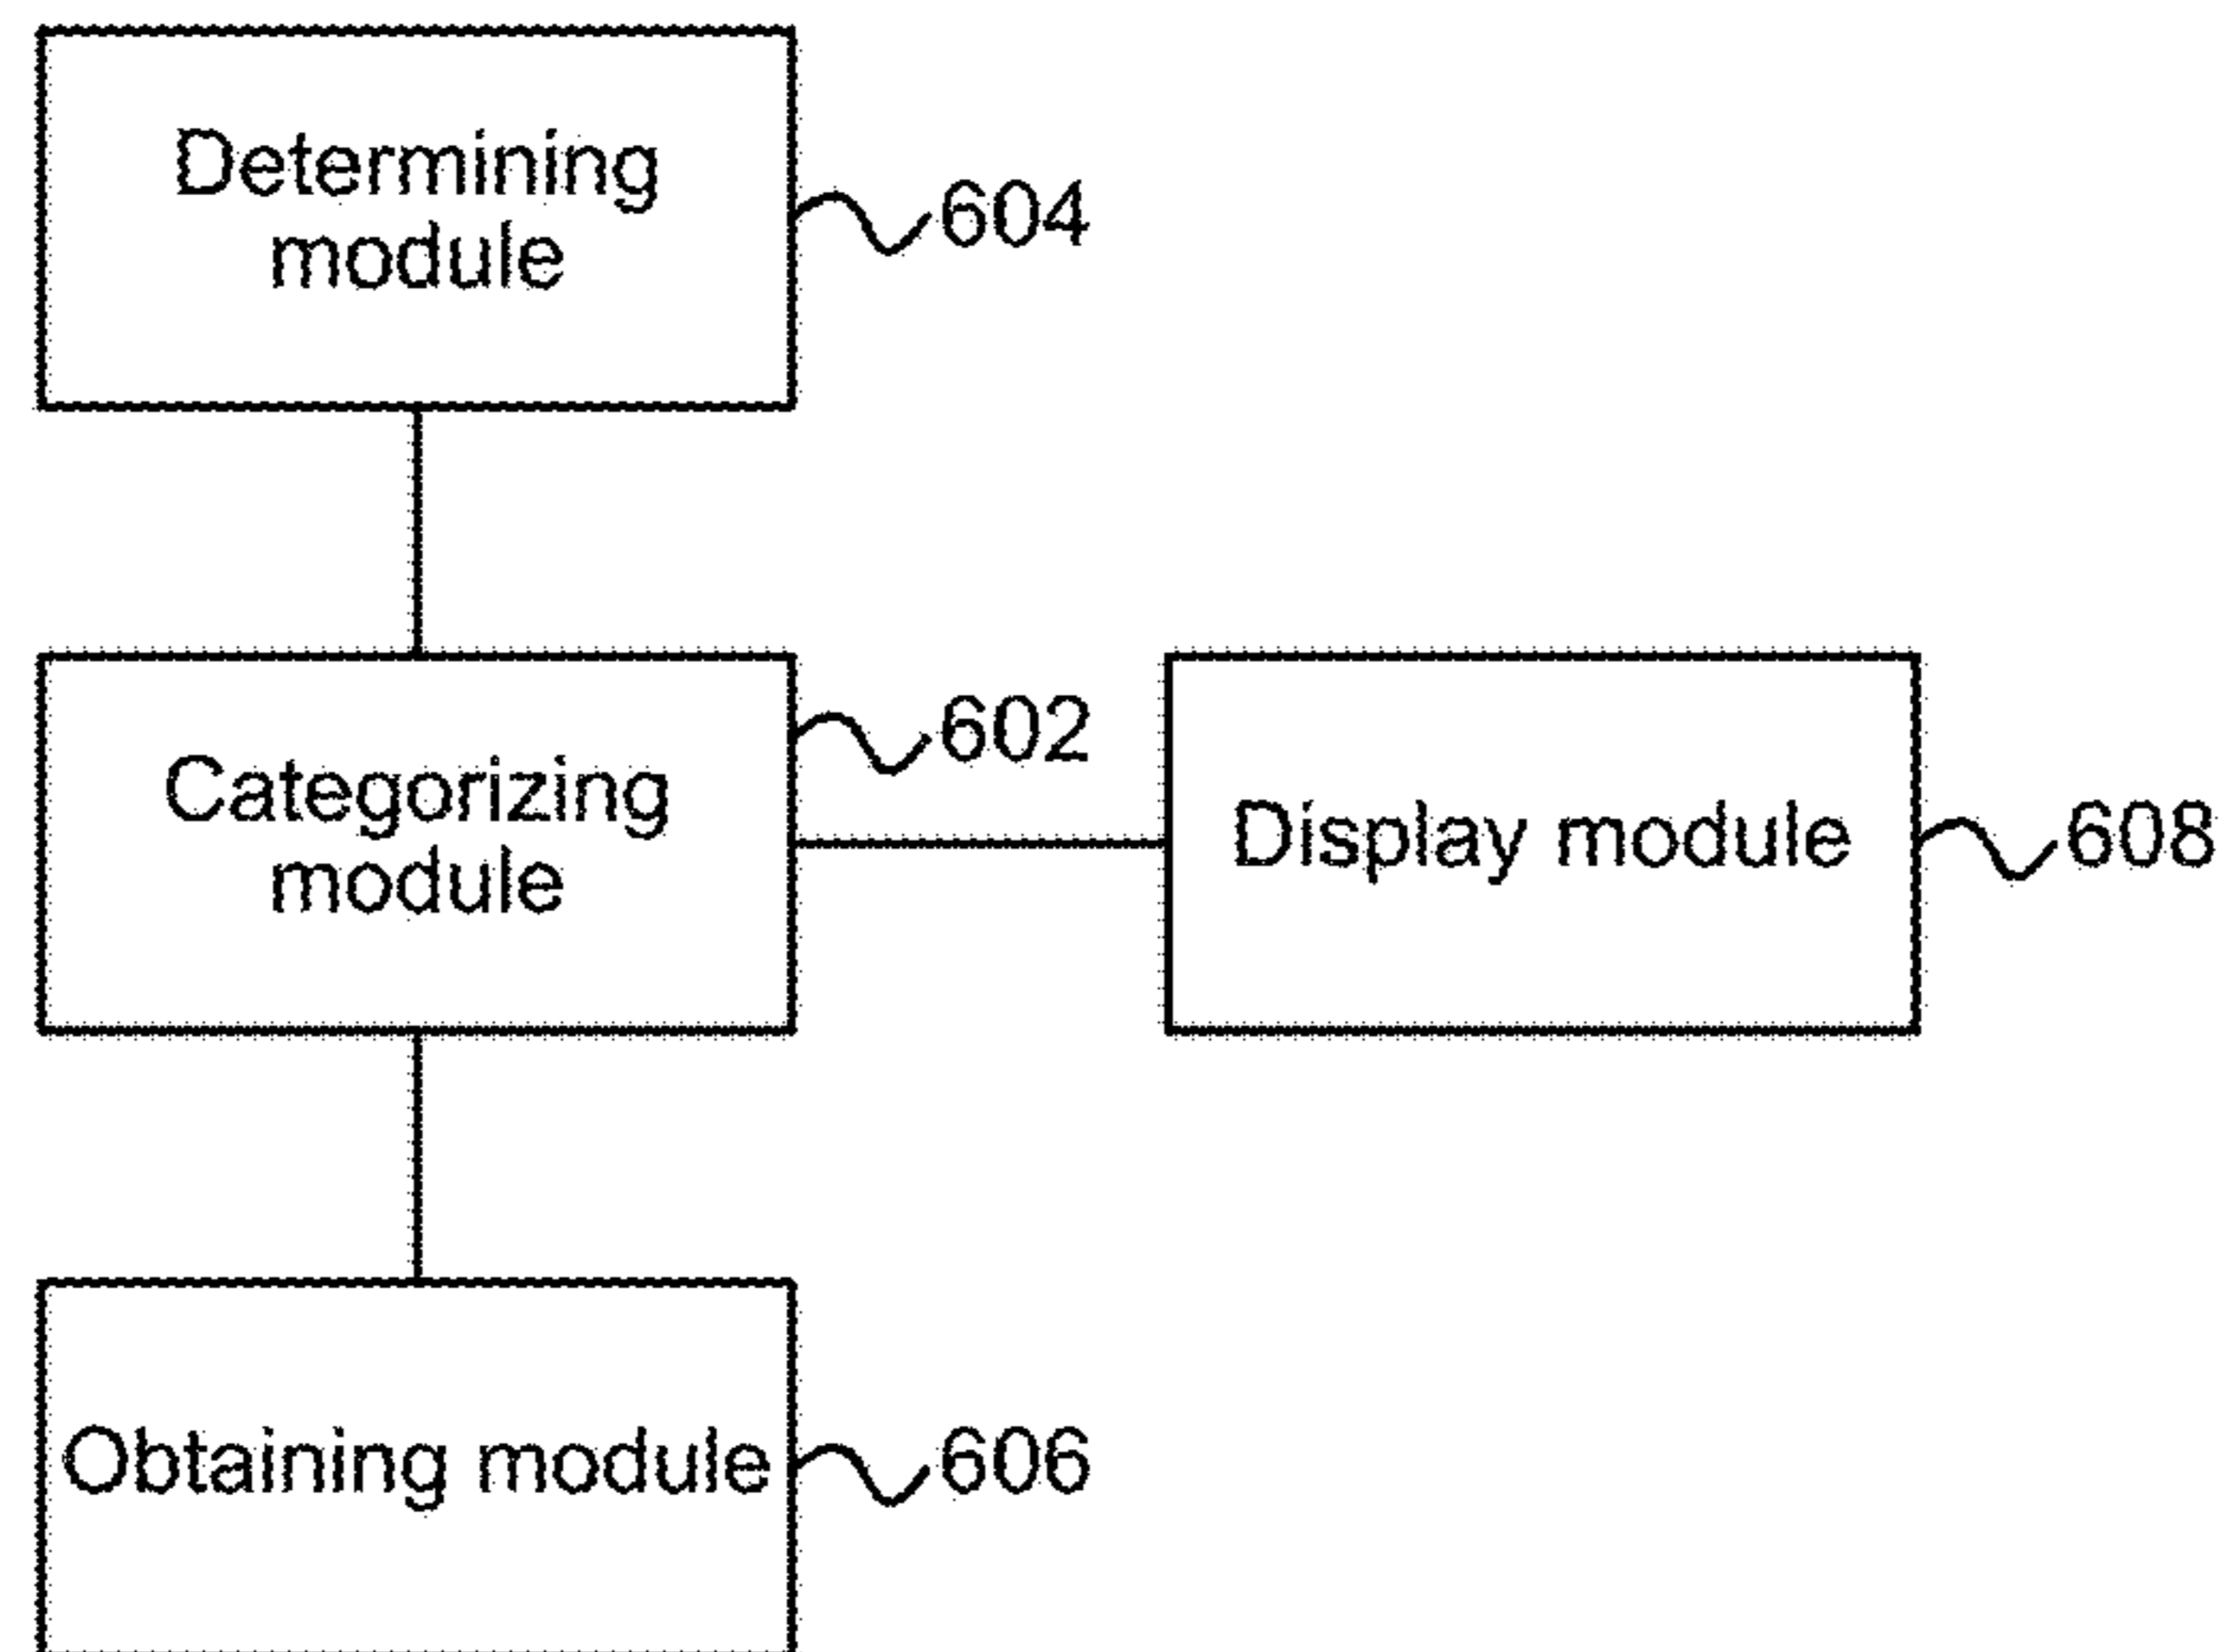 Determining
module
604
602
Categorizing
module
Display module
608
Obtaining module
606